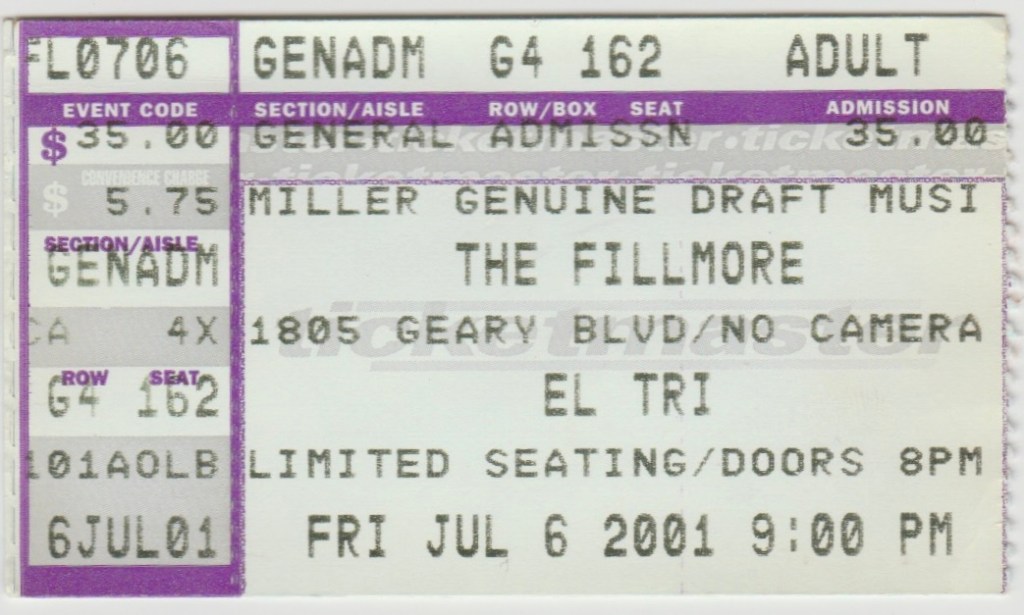 FL0706 GENADM G4 162 ADULT
EVENT CODE SECTION/AISLE ROW/BOX SEAT ADMISSION
$ 35.00 GENERAL ADMISSN 35.00
CONVENIENCE CHARGE
$ 5.75 MILLER GENUINE DRAFT MUSI
SECTION/AISLE
GENADM THE FILLMORE
ticketmaster
CA 4X 1805 GEARY BLVD/NO CAMERA
ROW SEAT
G4 162 EL TRI
101AOLB LIMITED SEATING/DOORS 8PM
6JUL01 FRI JUL 6 2001 9:00 PM